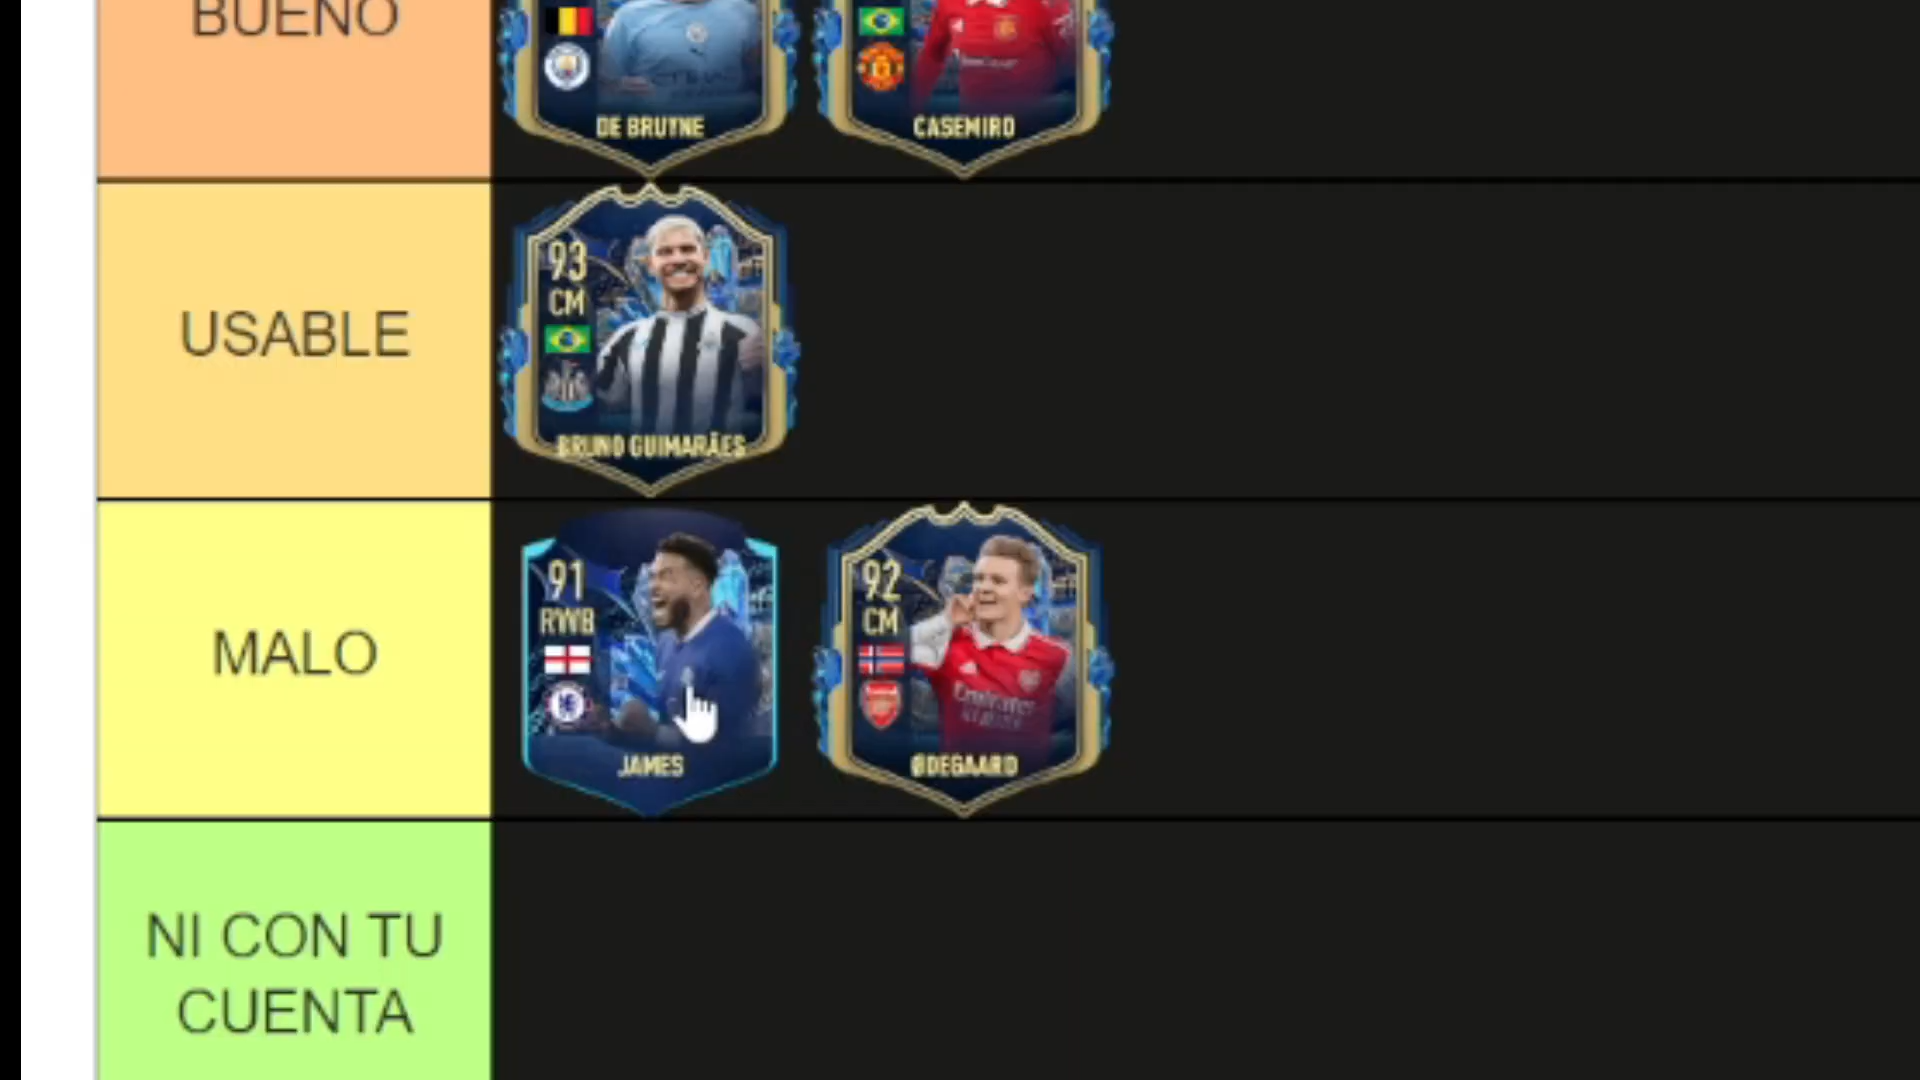 BUENO
DE BRUYNE
CASEMIRO
USABLE
93
CM
BRUNO GUIMARÃES
MALO
91
RWB
JAMES
92
CM
Emirates
ØDEGAARD
NI CON TU
CUENTA